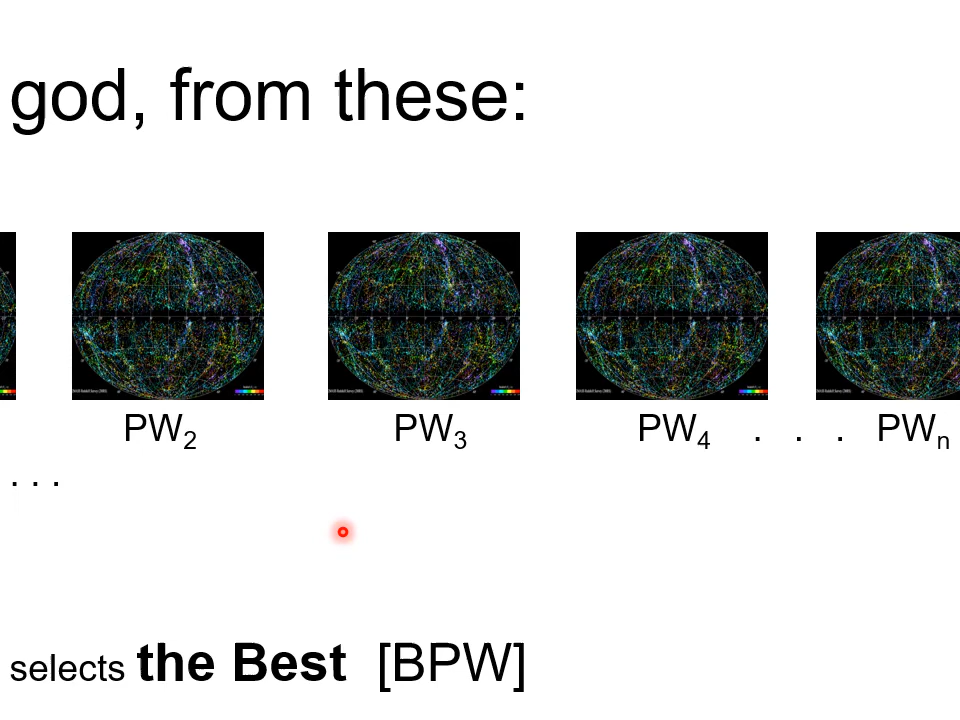 god, from these:
PW2 PW3 PW4 . . . PWn
. . .
selects the Best [BPW]